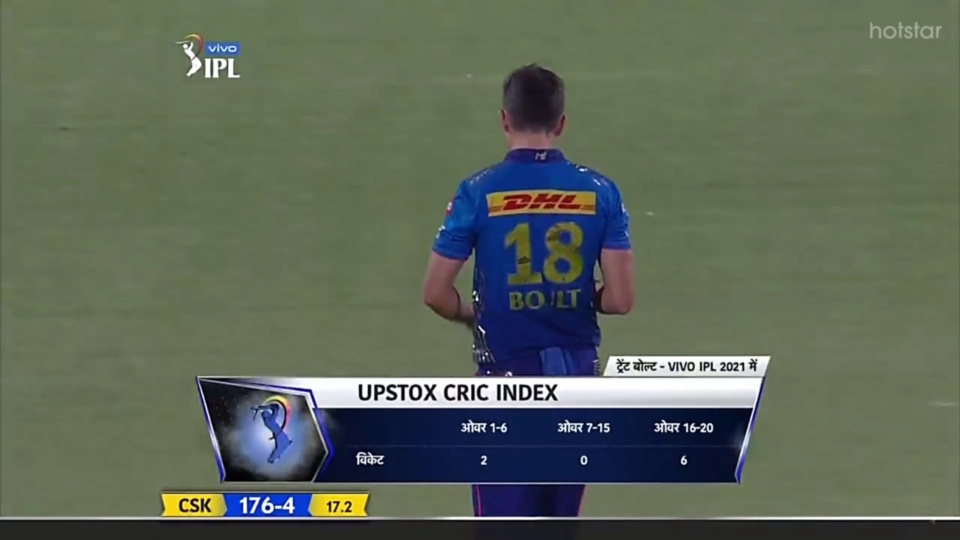 hotstar
vivo
IPL
DHL
18
BOULT
ट्रेंट बोल्ट - VIVO IPL 2021 में
UPSTOX CRIC INDEX
ओवर 1-6 ओवर 7-15 ओवर 16-20
विकेट 2 0 6
CSK 176-4 17.2